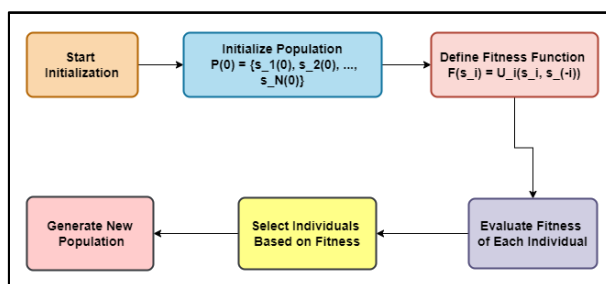 Start
Initialization
Initialize Population
P(0) = {s_1(0), s_2(0), ...,
s_N(0)}
Define Fitness Function
F(s_i) = U_i(s_i, s_(-i))
Generate New
Population
Select Individuals
Based on Fitness
Evaluate Fitness
of Each Individual